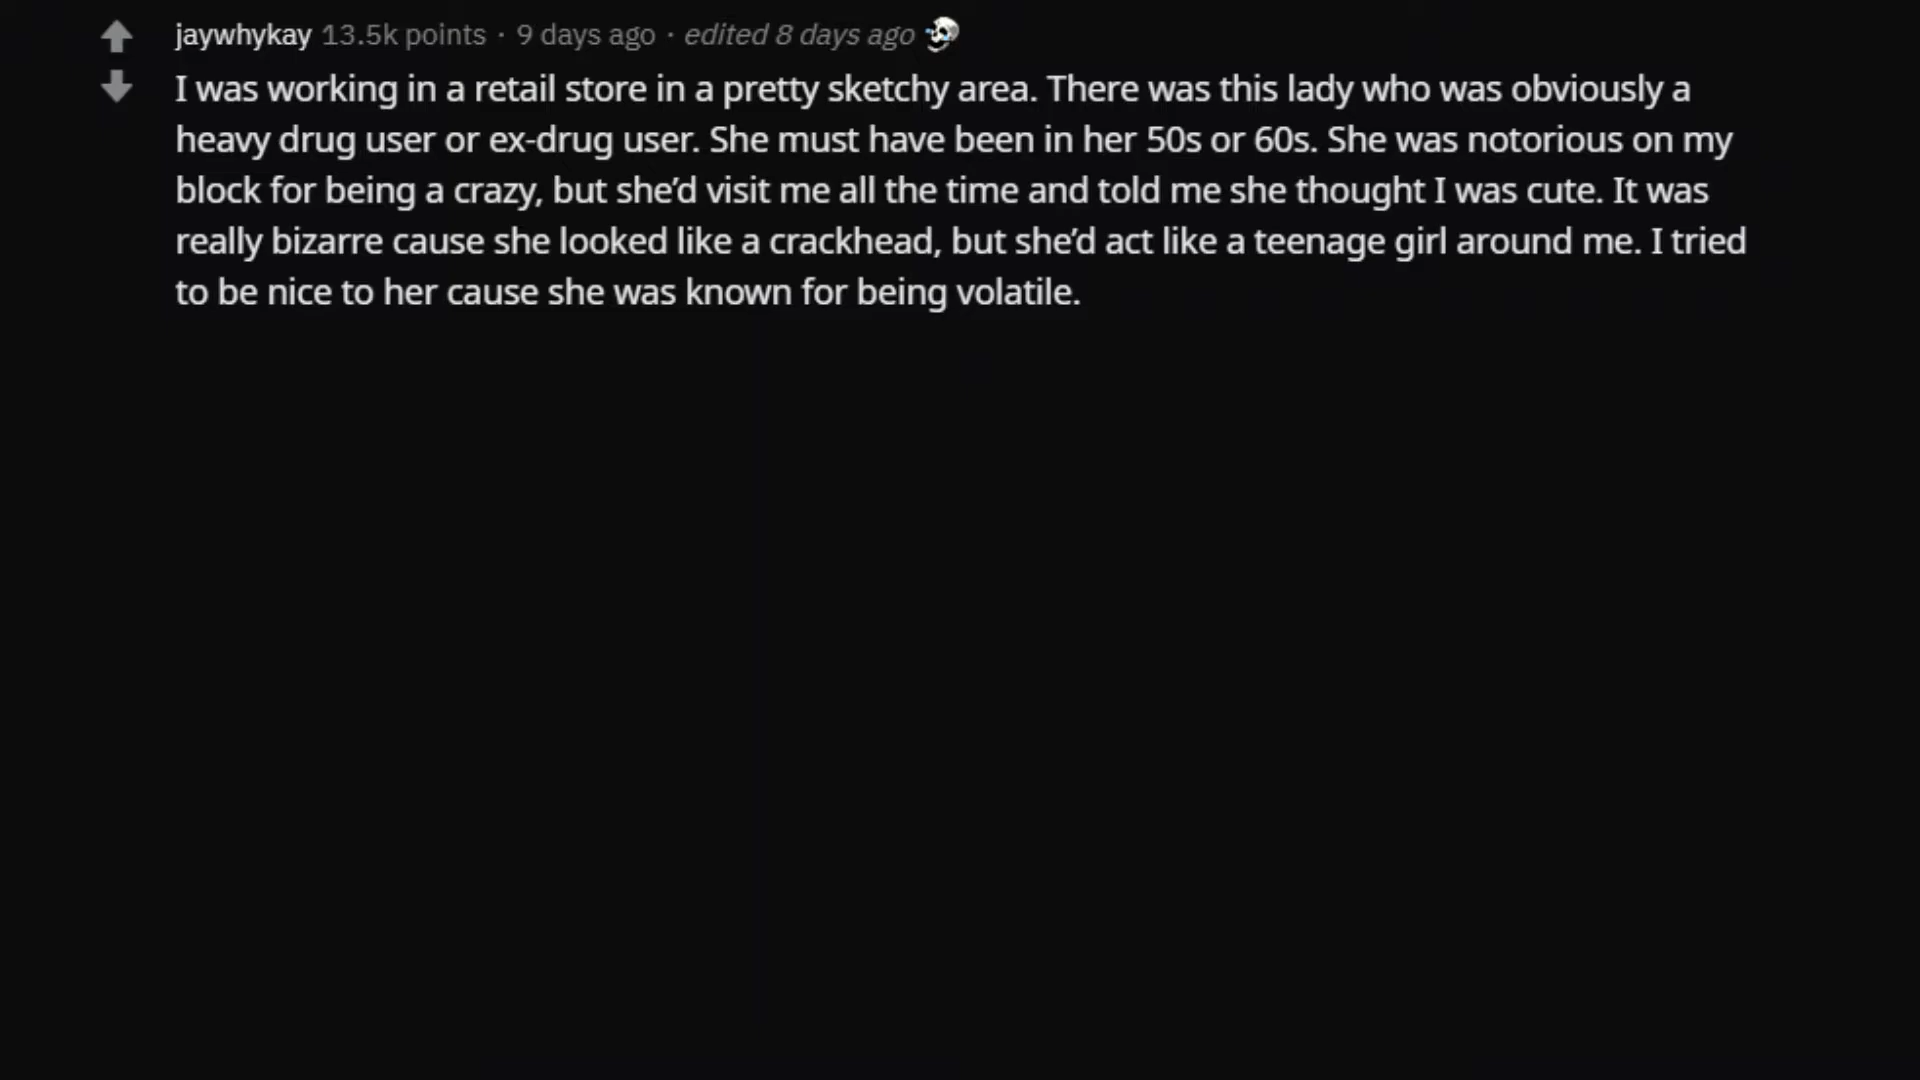 jaywhykay 13.5k points · 9 days ago · edited 8 days ago
I was working in a retail store in a pretty sketchy area. There was this lady who was obviously a
heavy drug user or ex-drug user. She must have been in her 50s or 60s. She was notorious on my
block for being a crazy, but she’d visit me all the time and told me she thought I was cute. It was
really bizarre cause she looked like a crackhead, but she’d act like a teenage girl around me. I tried
to be nice to her cause she was known for being volatile.